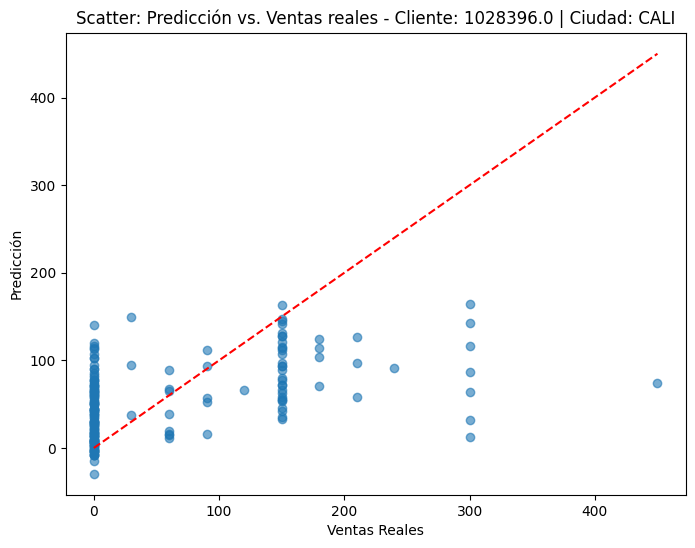 Scatter: Predicción vs. Ventas reales - Cliente: 1028396.0 | Ciudad: CALI
400
300
200
100
0
Predicción
0 100 200 300 400
Ventas Reales